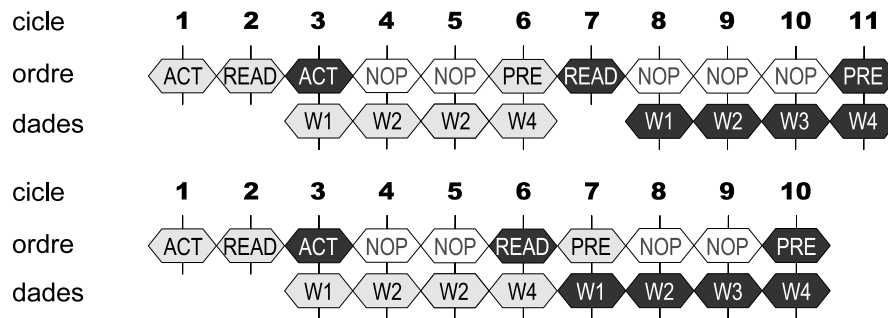 cicle 1 2 3 4 5 6 7 8 9 10 11
ordre ACT READ ACT NOP NOP PRE READ NOP NOP NOP PRE
dades W1 W2 W2 W4 W1 W2 W3 W4
cicle 1 2 3 4 5 6 7 8 9 10
ordre ACT READ ACT NOP NOP READ PRE NOP NOP PRE
dades W1 W2 W2 W4 W1 W2 W3 W4